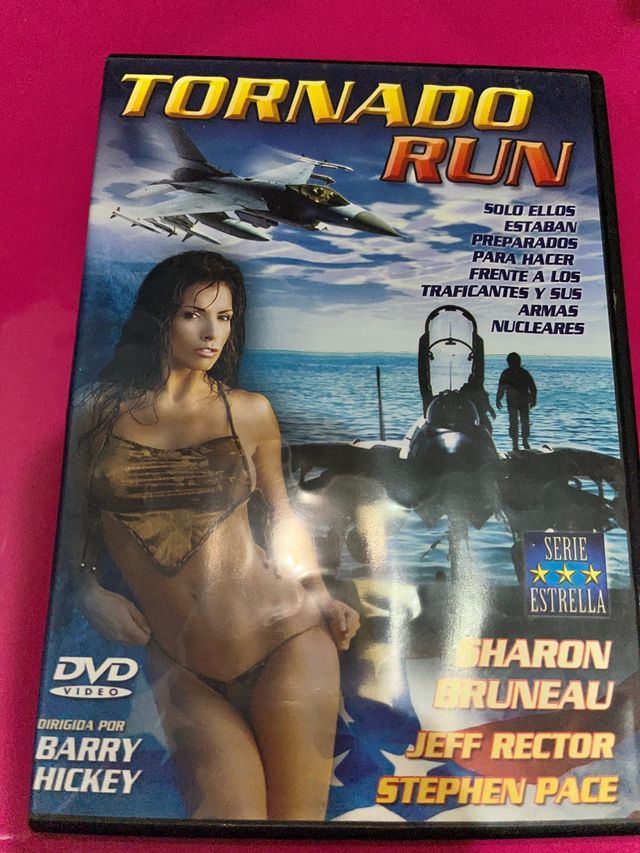 TORNADO
RUN
SOLO ELLOS
ESTABAN
PREPARADOS
PARA HACER
FRENTE A LOS
TRAFICANTES Y SUS
ARMAS
NUCLEARES
SERIE
ESTRELLA
SHARON
BRUNEAU
JEFF RECTOR
STEPHEN PACE
DVD
VIDEO
DIRIGIDA POR
BARRY
HICKEY